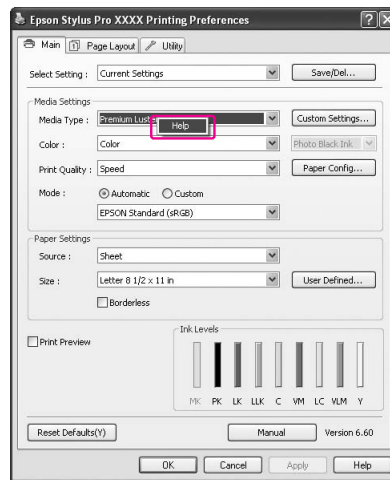 Epson Stylus Pro XXXX Printing Preferences
Main Page Layout Utility
Select Setting : Current Settings Save/Del...
Media Settings
Media Type : Premium Luste Help Custom Settings...
Color : Color Photo Black Ink
Print Quality : Speed Paper Config...
Mode : Automatic Custom
EPSON Standard (sRGB)
Paper Settings
Source : Sheet
Size : Letter 8 1/2 x 11 in User Defined...
Borderless
Print Preview
Ink Levels
MK PK LK LLK C VM LC VLM Y
Reset Defaults(Y) Manual Version 6.60
OK Cancel Apply Help